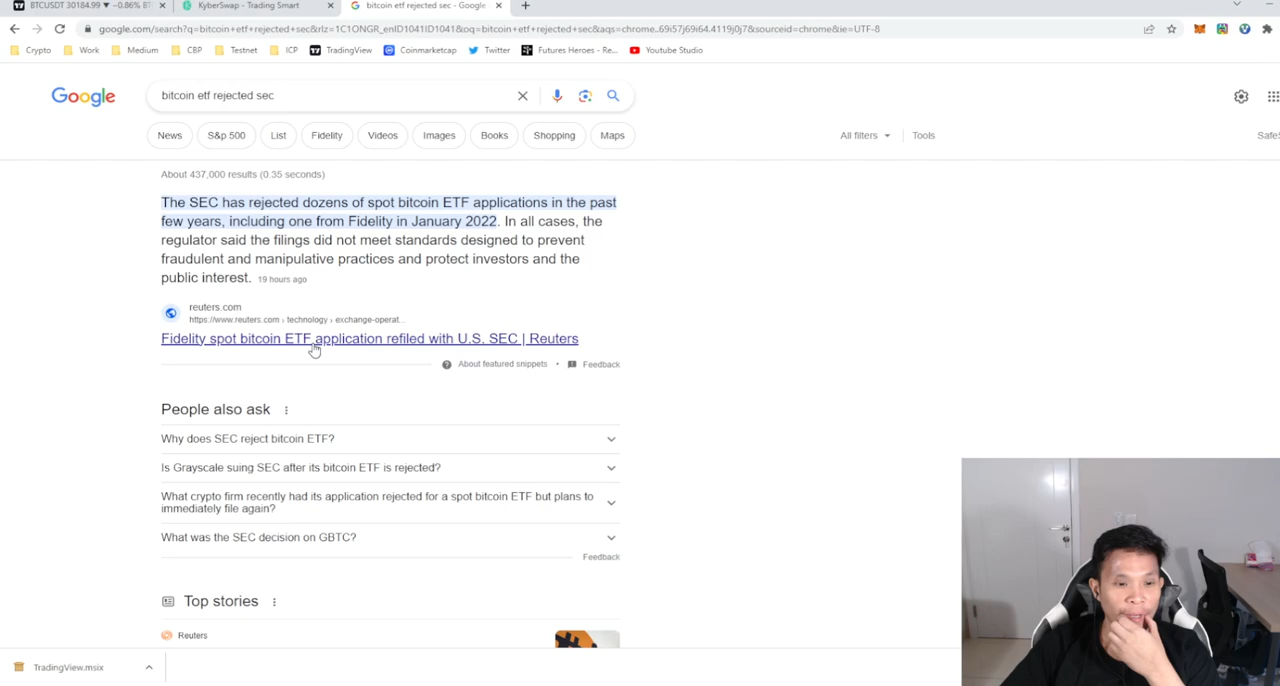 BTCUSDT 30184.99 ▼ −0.86% B
KyberSwap - Trading Smart
bitcoin etf rejected sec - Google
google.com/search?q=bitcoin+etf+rejected+sec&rlz=1C1ONGR_enID1041ID1041&oq=bitcoin+etf+rejected+sec&aqs=chrome..69i57j69i64.4119j0j7&sourceid=chrome&ie=UTF-8
Crypto Work Medium CBP Testnet ICP TradingView Coinmarketcap Twitter Futures Heroes - Re... Youtube Studio
Google
bitcoin etf rejected sec
News S&p 500 List Fidelity Videos Images Books Shopping Maps All filters Tools SafeS
About 437,000 results (0.35 seconds)
The SEC has rejected dozens of spot bitcoin ETF applications in the past
few years, including one from Fidelity in January 2022. In all cases, the
regulator said the filings did not meet standards designed to prevent
fraudulent and manipulative practices and protect investors and the
public interest. 19 hours ago
reuters.com
https://www.reuters.com › technology › exchange-operat...
Fidelity spot bitcoin ETF application refiled with U.S. SEC | Reuters
About featured snippets • Feedback
People also ask
Why does SEC reject bitcoin ETF?
Is Grayscale suing SEC after its bitcoin ETF is rejected?
What crypto firm recently had its application rejected for a spot bitcoin ETF but plans to
immediately file again?
What was the SEC decision on GBTC?
Feedback
Top stories
Reuters
TradingView.msix